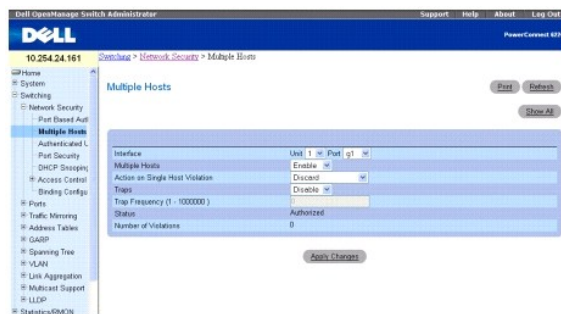 Dell OpenManage Switch Administrator
Support Help About Log Out
DELL
PowerConnect
10.254.24.161
Switching > Network Security > Multiple Hosts
Home
System
Switching
Network Security
Port Based Aut
Multiple Hosts
Authenticated U
Port Security
DHCP Snooping
Access Control
Binding Configu
Ports
Traffic Mirroring
Address Tables
GARP
Spanning Tree
VLAN
Link Aggregation
Multicast Support
LLDP
Statistics/RMON
Multiple Hosts
Print Refresh
Show All
Interface Unit 1 Port g1
Multiple Hosts Enable
Action on Single Host Violation Discard
Traps Disable
Trap Frequency (1 - 1000000 )
Status Authorized
Number of Violations 0
Apply Changes